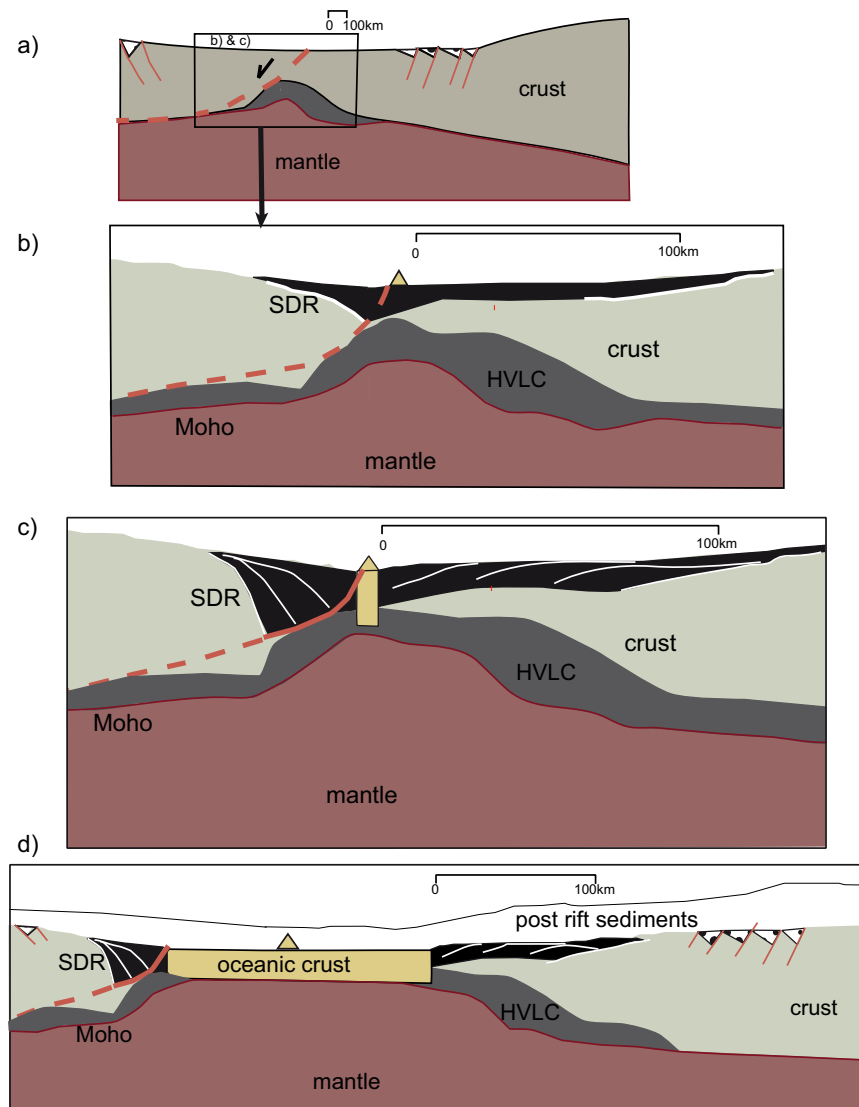 a)
0 100km
b) & c)
crust
mantle
b)
0 100km
SDR
crust
HVLC
Moho
mantle
c)
0 100km
SDR
crust
HVLC
Moho
mantle
d)
0 100km
post rift sediments
SDR
oceanic crust
HVLC
crust
Moho
mantle